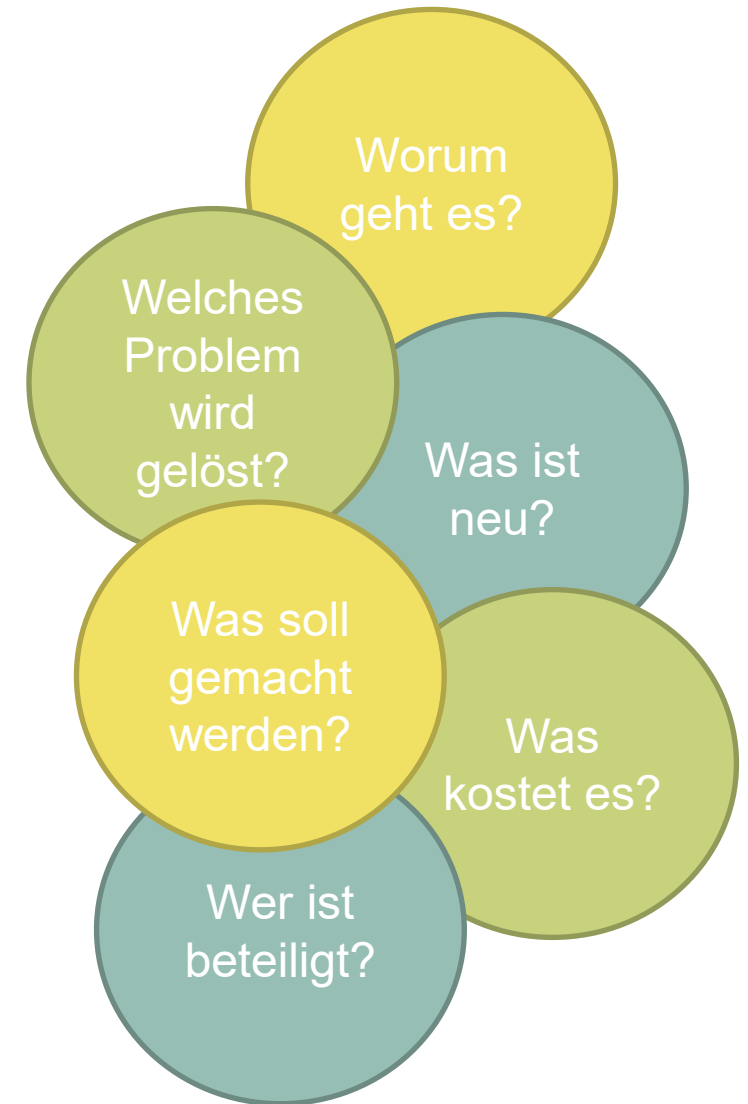 Worum
geht es?
Welches
Problem
wird
gelöst?
Was ist
neu?
Was soll
gemacht
werden?
Was
kostet es?
Wer ist
beteiligt?